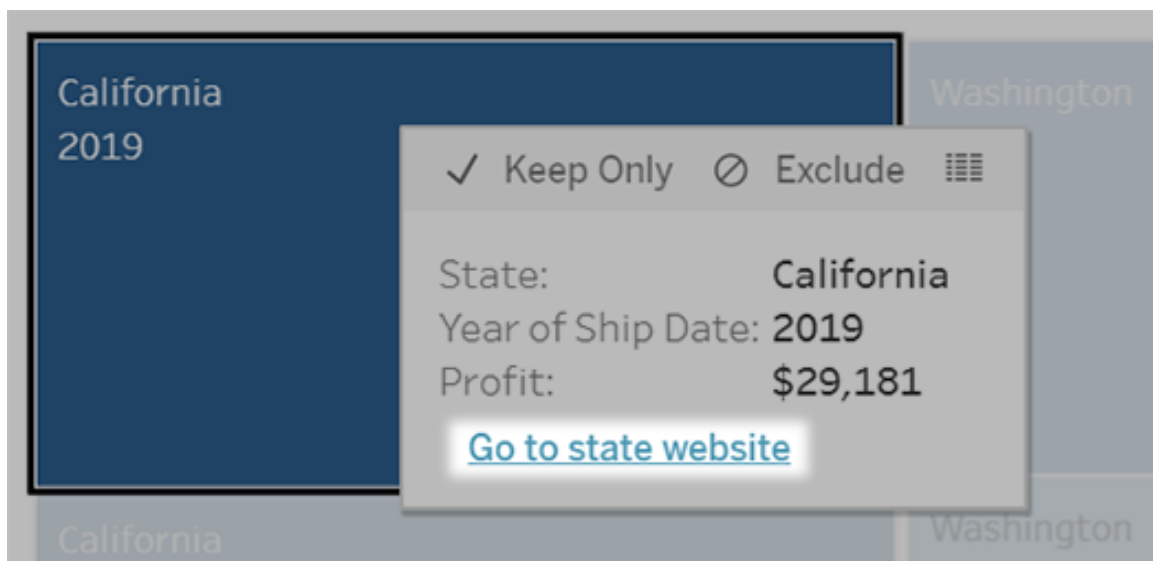 California
2019
Washington
Keep Only Exclude
State: California
Year of Ship Date: 2019
Profit: $29,181
Go to state website
California
Washington